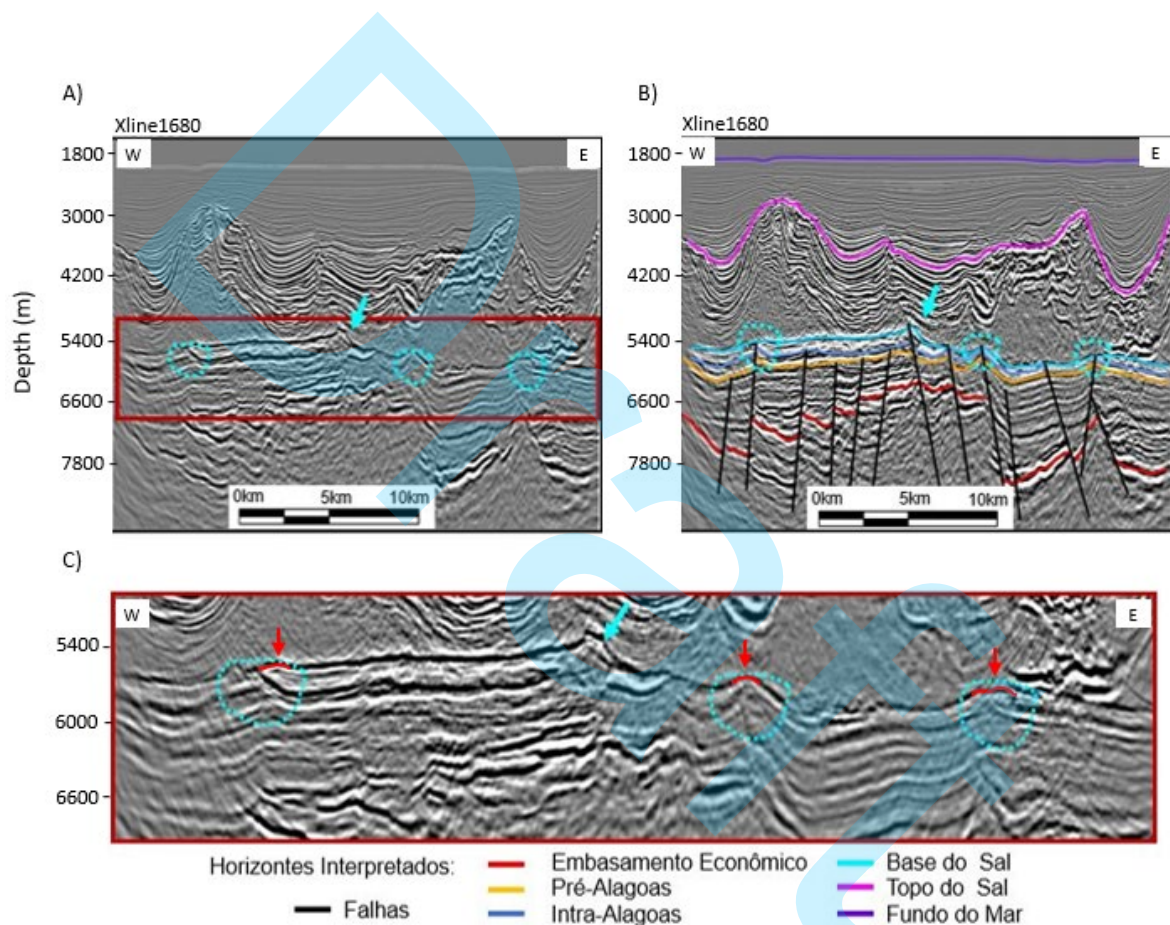 A)
B)
Xline1680
Xline1680
W
E
W
E
1800
3000
4200
5400
6600
7800
1800
3000
4200
5400
6600
7800
Depth (m)
0km 5km 10km
0km 5km 10km
C)
W
E
5400
6000
6600
Horizontes Interpretados:
Falhas
Embasamento Econômico
Pré-Alagoas
Intra-Alagoas
Base do Sal
Topo do Sal
Fundo do Mar